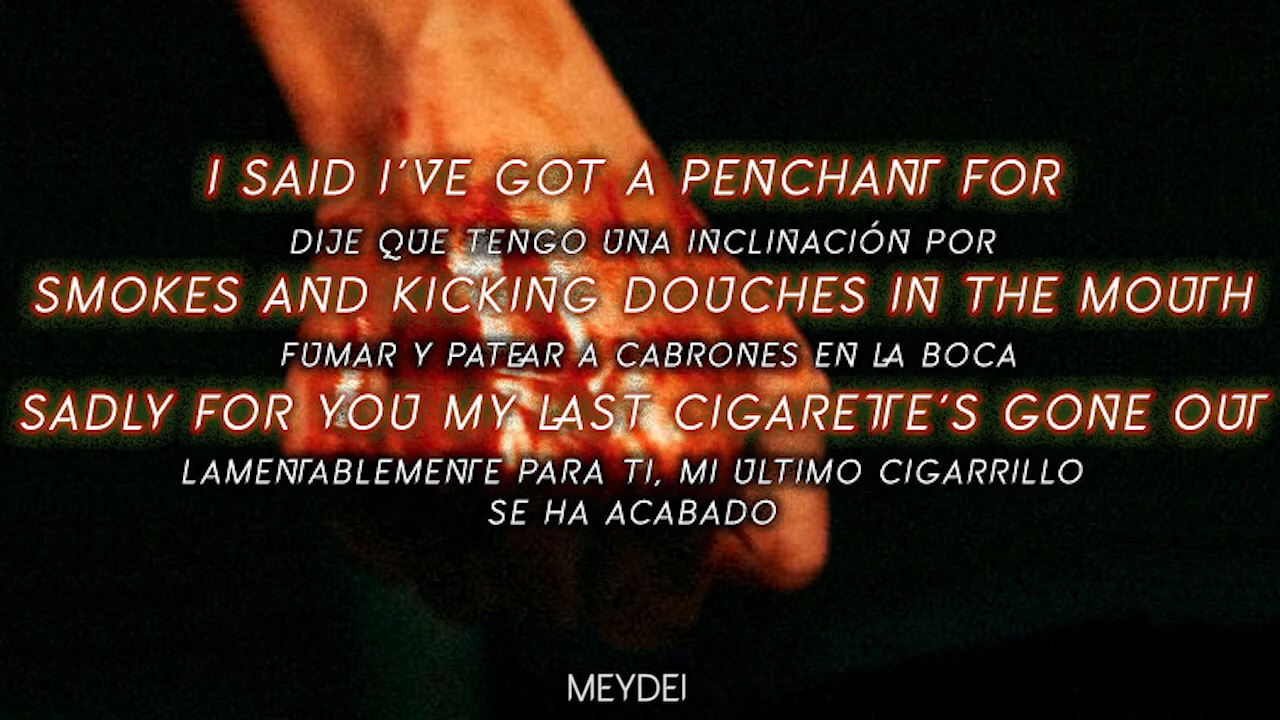 I SAID I'VE GOT A PENCHANT FOR
DIJE QUE TENGO UNA INCLINACIÓN POR
SMOKES AND KICKING DOUCHES IN THE MOUTH
FUMAR Y PATEAR A CABRONES EN LA BOCA
SADLY FOR YOU MY LAST CIGARETTE'S GONE OUT
LAMENTABLEMENTE PARA TI, MI ULTIMO CIGARRILLO
SE HA ACABADO
MEYDEI